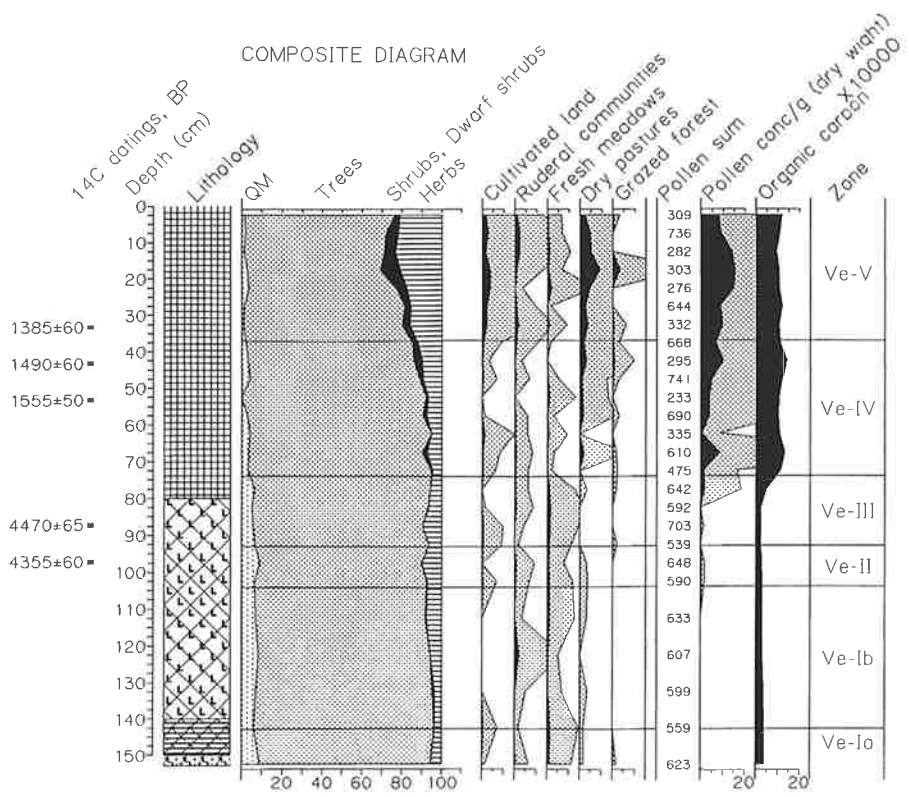 COMPOSITE DIAGRAM
14C datings, BP
Depth (cm)
Lithology
QM
Trees
Shrubs, Dwarf shrubs
Herbs
Cultivated land
Ruderal communities
Fresh meadows
Dry pastures
Grazed forest
Pollen sum
Pollen conc/g (dry wight)
X10000
Organic carbon
Zone
0
10
20
30
40
50
60
70
80
90
100
110
120
130
140
150
1385±60
1490±60
1555±50
4470±65
4355±60
309
736
282
303
276
644
332
668
295
741
233
690
335
610
475
642
592
703
539
648
590
633
607
599
559
623
Ve-V
Ve-IV
Ve-III
Ve-II
Ve-Ib
Ve-Ia
20 40 60 80 100
20
20